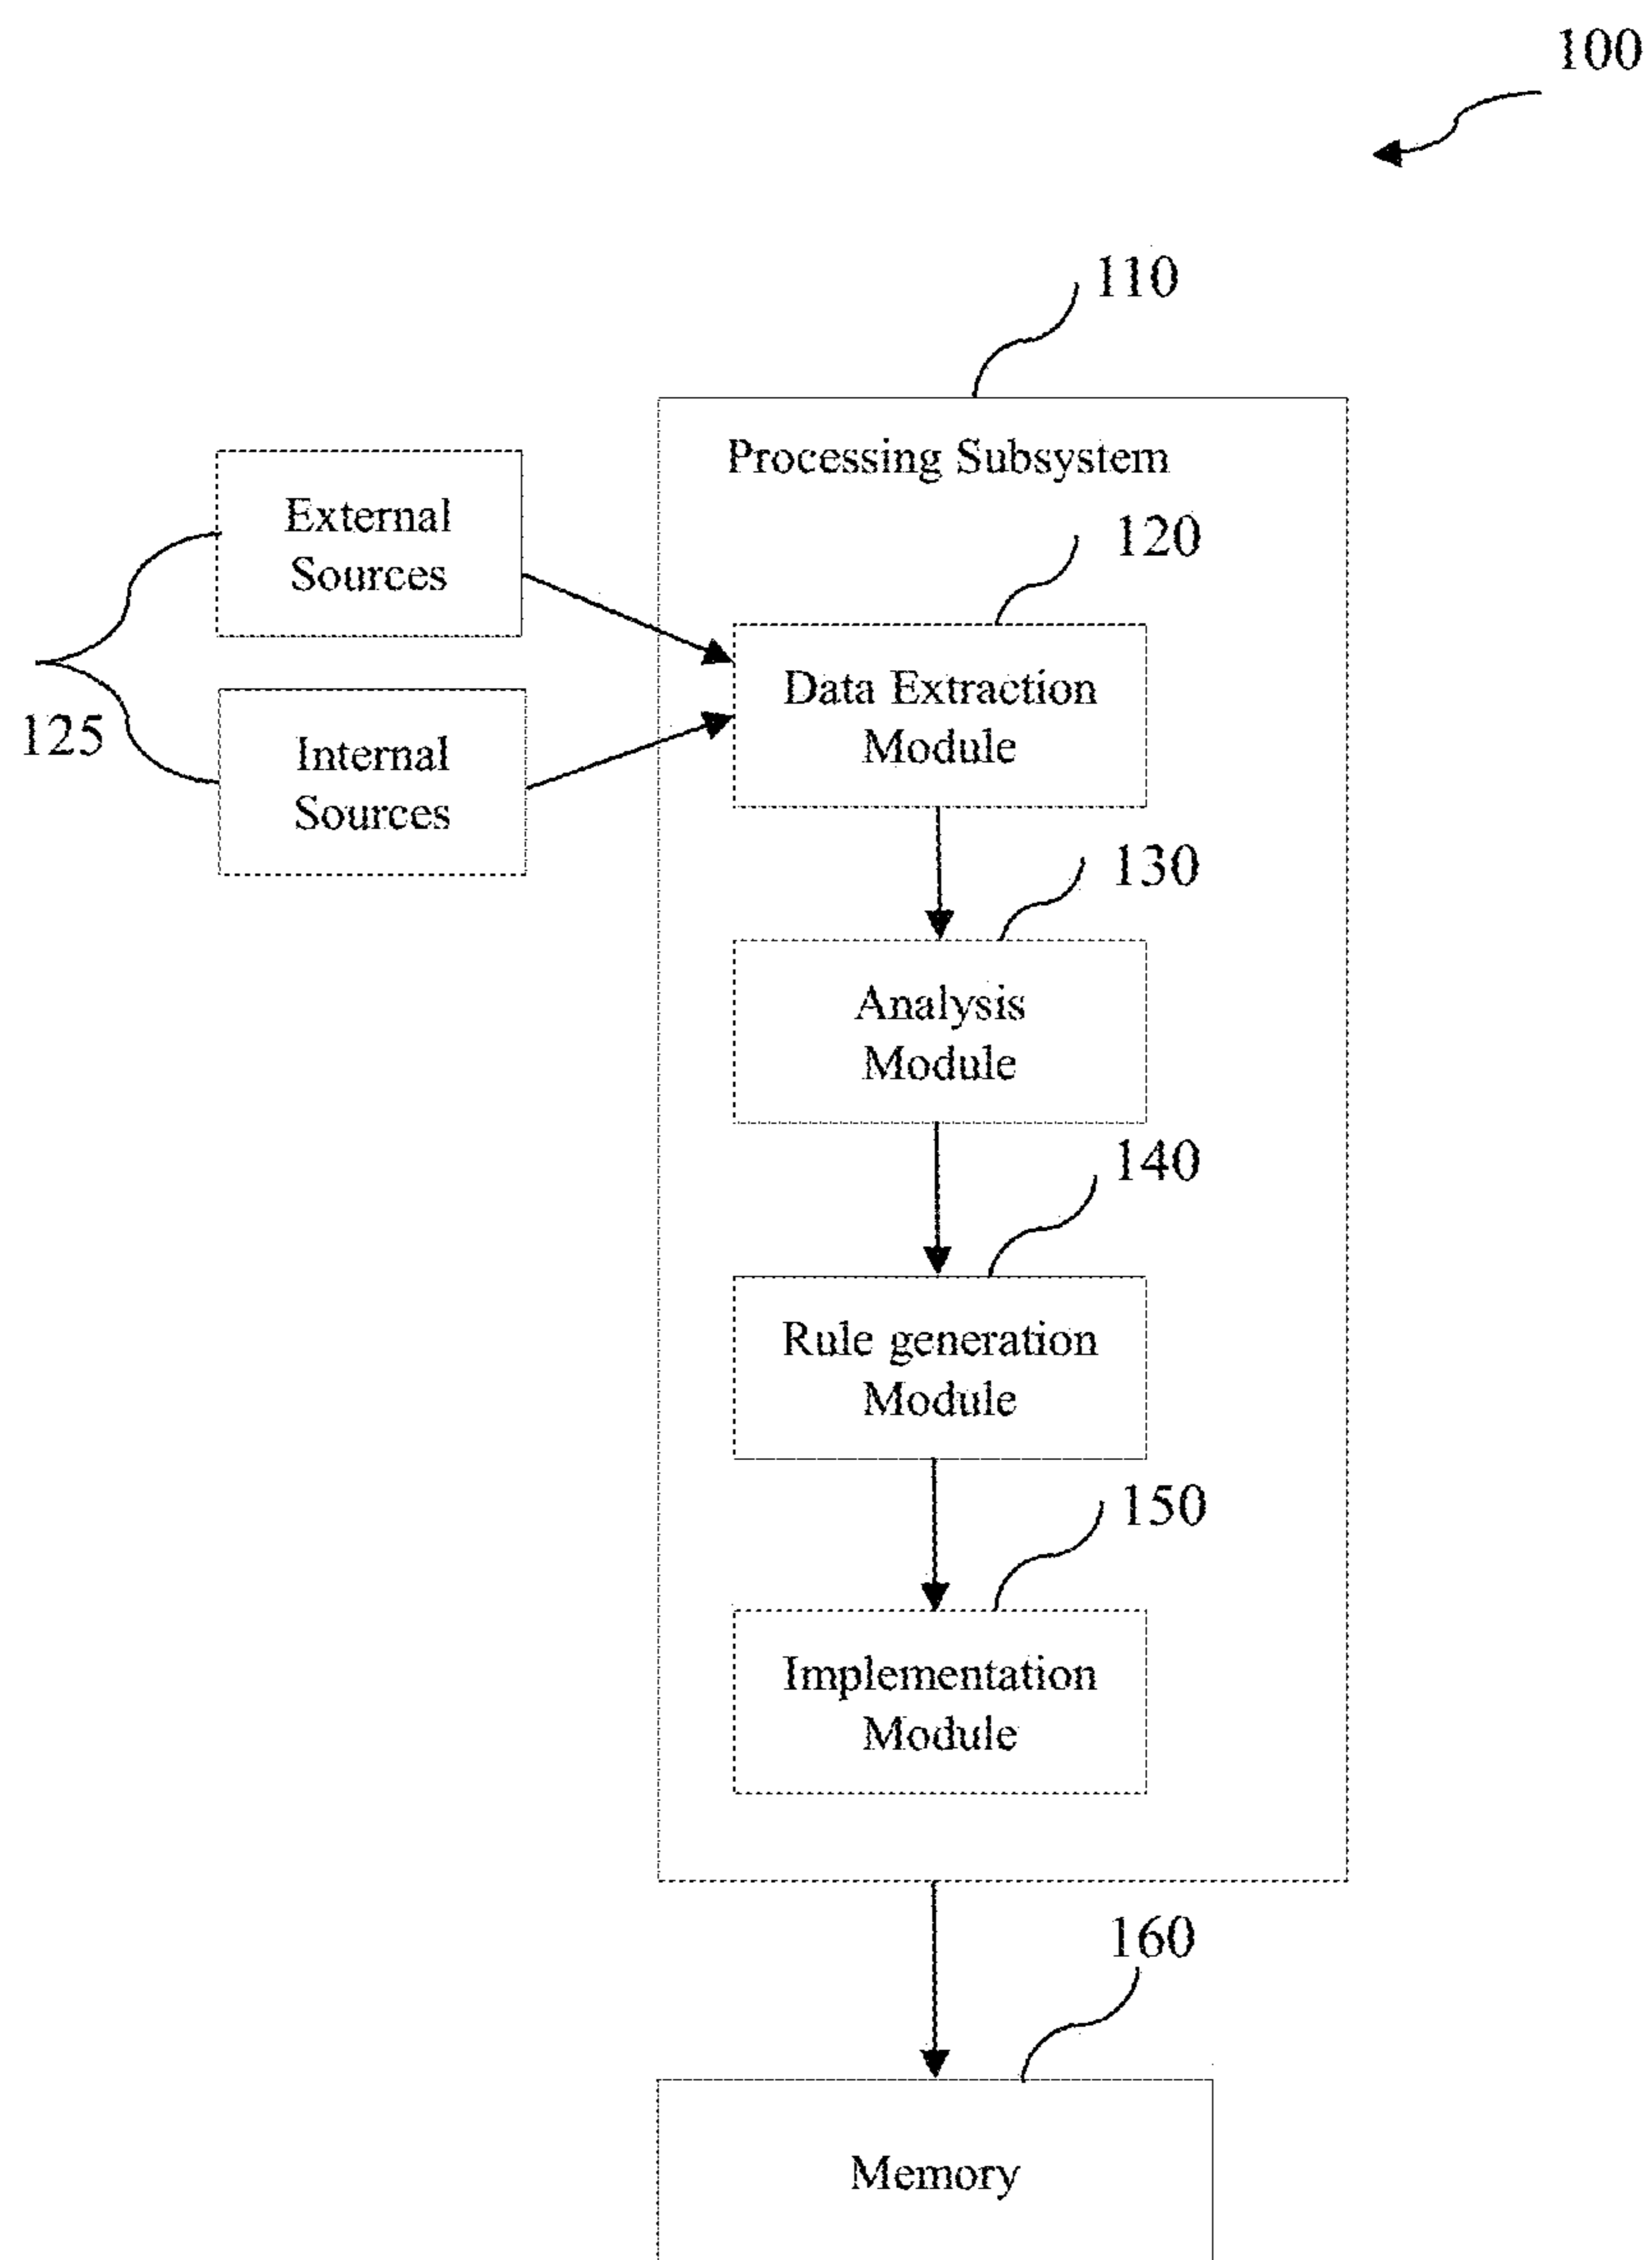 100
110
Processing Subsystem
External
Sources
120
Data Extraction
Module
125
Internal
Sources
130
Analysis
Module
140
Rule generation
Module
150
Implementation
Module
160
Memory